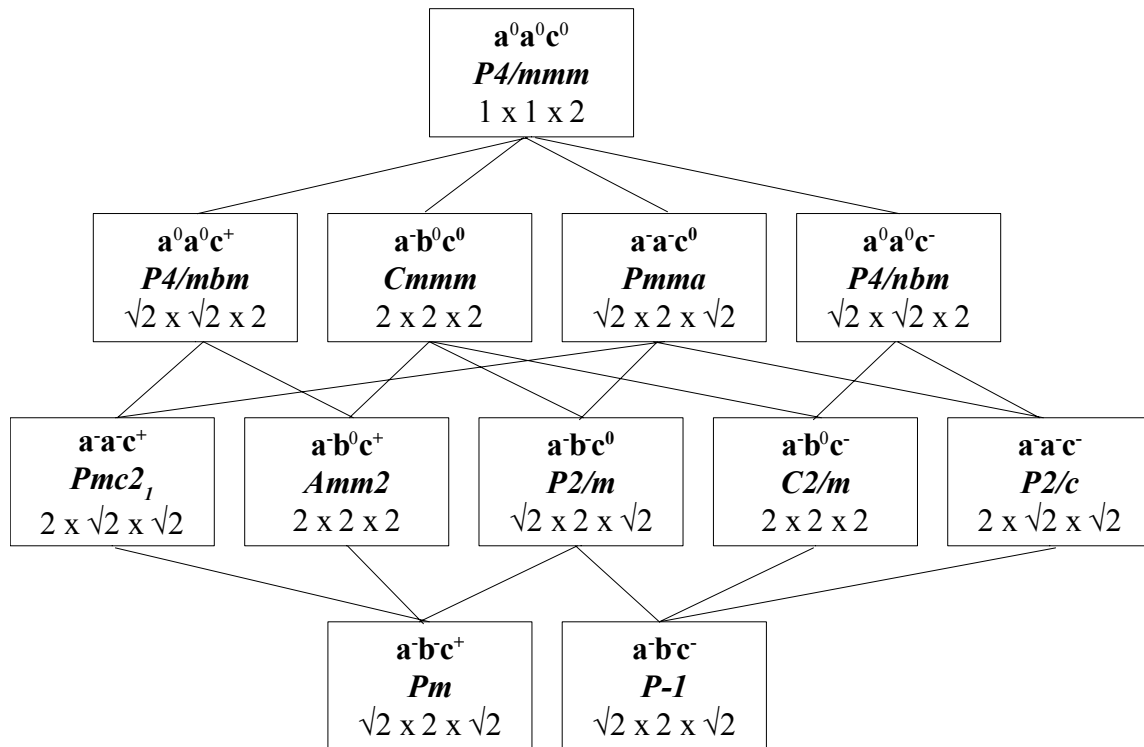 a⁰a⁰c⁰
P4/mmm
1 x 1 x 2
a⁰a⁰c⁺
P4/mbm
√2 x √2 x 2
a⁻b⁰c⁰
Cmmm
2 x 2 x 2
a⁻a⁻c⁰
Pmma
√2 x 2 x √2
a⁰a⁰c⁻
P4/nbm
√2 x √2 x 2
a⁻a⁻c⁺
Pmc2₁
2 x √2 x √2
a⁻b⁰c⁺
Amm2
2 x 2 x 2
a⁻b⁻c⁰
P2/m
√2 x 2 x √2
a⁻b⁰c⁻
C2/m
2 x 2 x 2
a⁻a⁻c⁻
P2/c
2 x √2 x √2
a⁻b⁻c⁺
Pm
√2 x 2 x √2
a⁻b⁻c⁻
P-1
√2 x 2 x √2